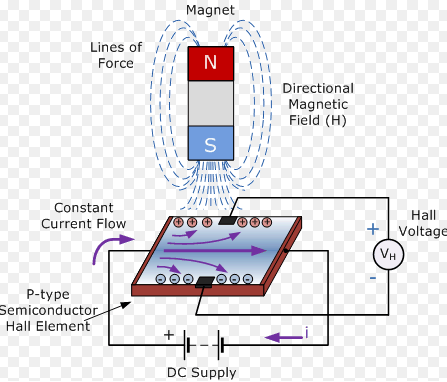 Magnet
Lines of
Force
N
Directional
Magnetic
Field (H)
S
Constant
Current Flow
+ + + + + +
Hall
Voltage
+
VH
-
- - - - - -
P-type
Semiconductor
Hall Element
+
i
DC Supply